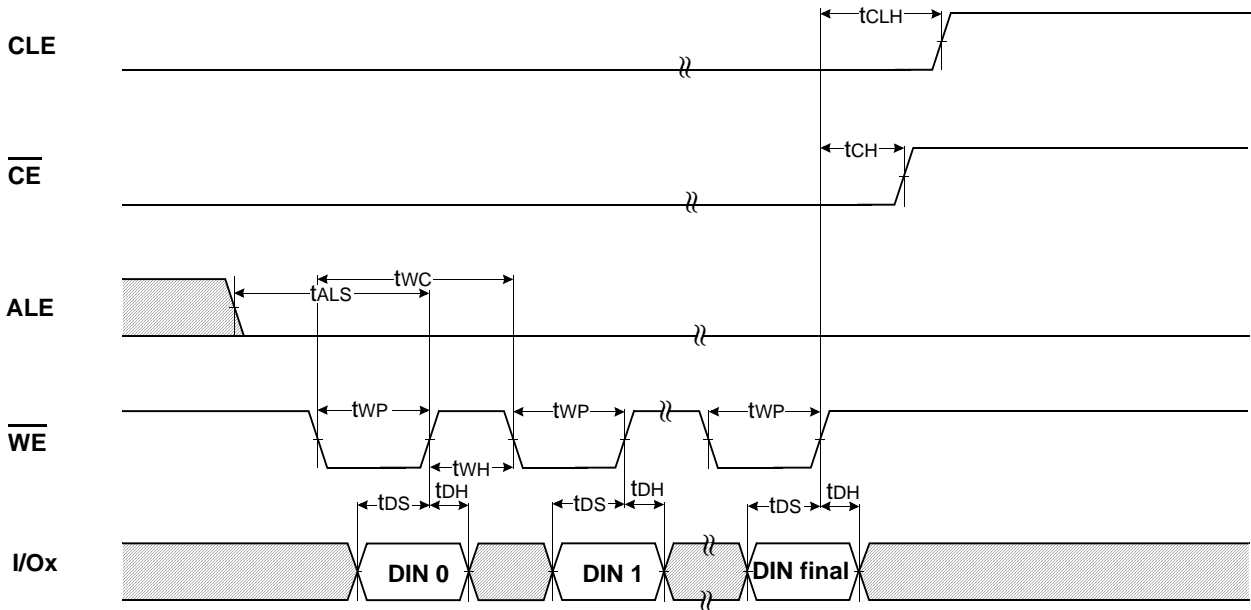 tCLH
CLE
tCH
CE
tWC
tALS
ALE
tWP tWP tWP
WE
tWH
tDS tDH tDS tDH tDS tDH
I/Ox DIN 0 DIN 1 DIN final